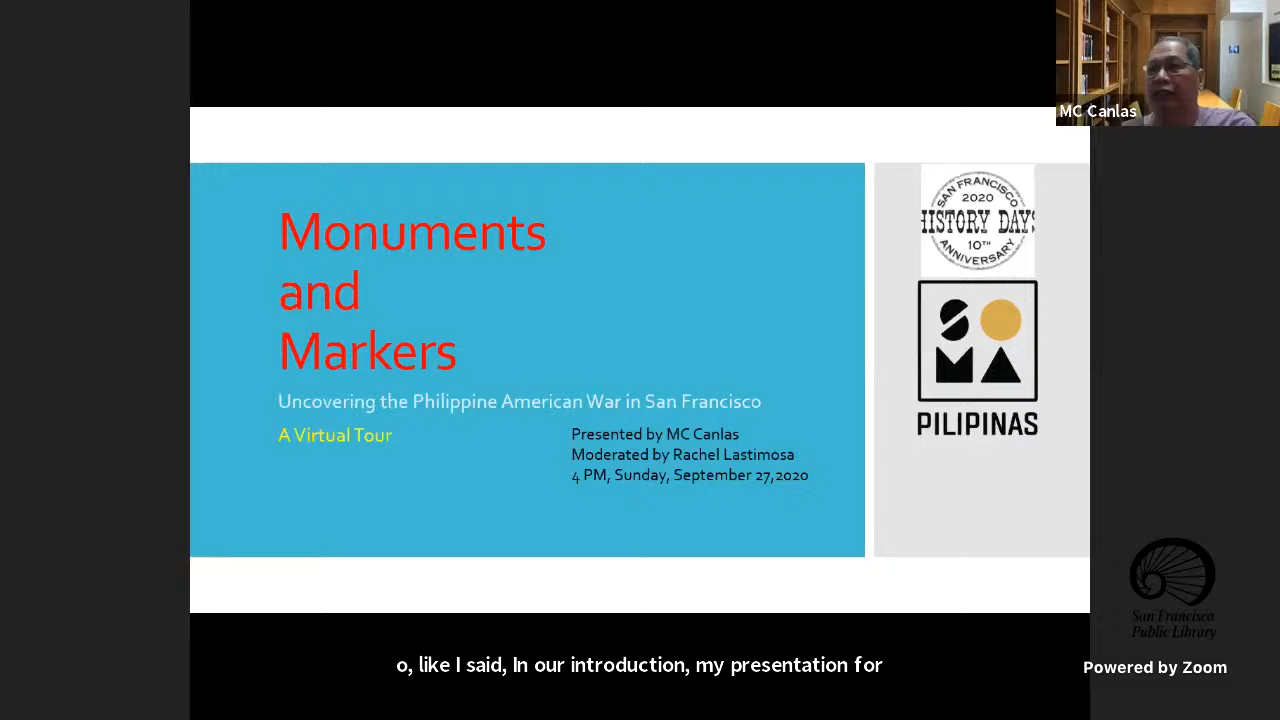 MC Canlas
Monuments
and
Markers
Uncovering the Philippine American War in San Francisco
A Virtual Tour
Presented by MC Canlas
Moderated by Rachel Lastimosa
4 PM, Sunday, September 27,2020
SAN FRANCISCO
2020
HISTORY DAYS
10TH
ANNIVERSARY
SO
MA
PILIPINAS
San Francisco
Public Library
o, like I said, In our introduction, my presentation for
Powered by Zoom